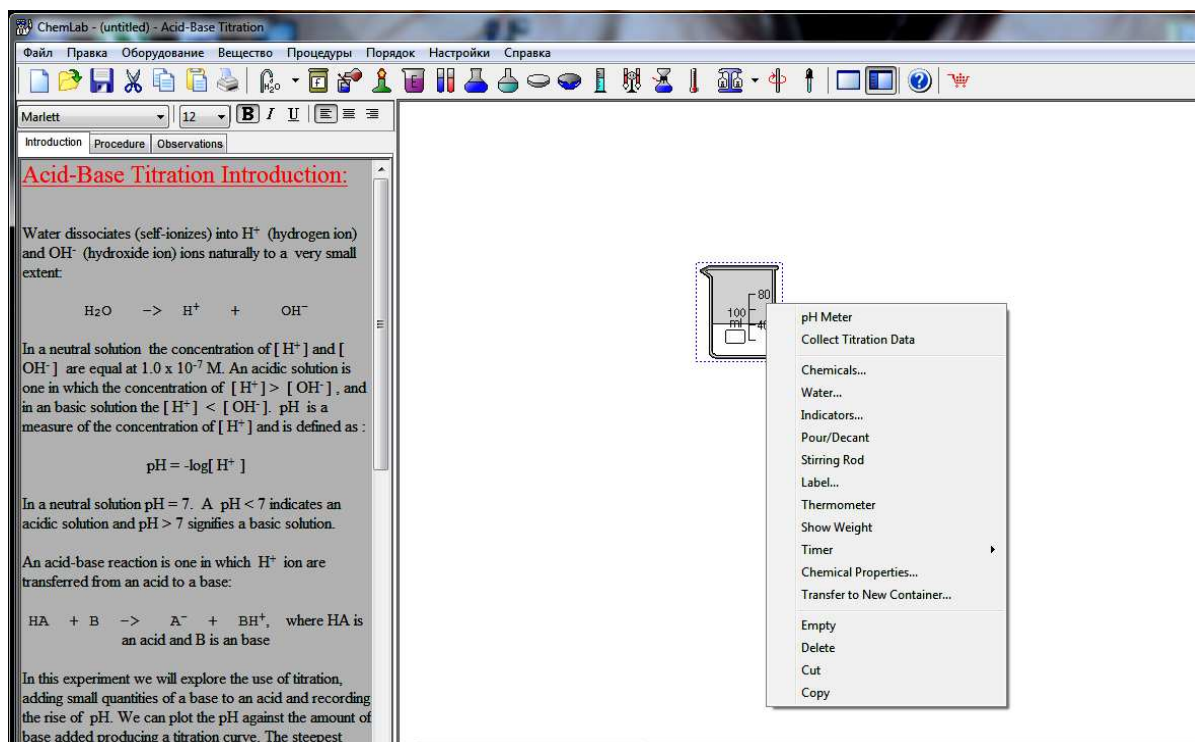 ChemLab - (untitled) - Acid-Base Titration
Файл Правка Оборудование Вещество Процедуры Порядок Настройки Справка
H₂O F
Marlett 12 B I U
Introduction Procedure Observations
Acid-Base Titration Introduction:
Water dissociates (self-ionizes) into H⁺ (hydrogen ion)
and OH⁻ (hydroxide ion) ions naturally to a very small
extent:
H₂O -> H⁺ + OH⁻
In a neutral solution the concentration of [ H⁺ ] and [
OH⁻ ] are equal at 1.0 x 10⁻⁷ M. An acidic solution is
one in which the concentration of [ H⁺ ] > [ OH⁻ ] , and
in an basic solution the [ H⁺ ] < [ OH⁻ ]. pH is a
measure of the concentration of [ H⁺ ] and is defined as :
pH = -log[ H⁺ ]
In a neutral solution pH = 7. A pH < 7 indicates an
acidic solution and pH > 7 signifies a basic solution.
An acid-base reaction is one in which H⁺ ion are
transferred from an acid to a base:
HA + B -> A⁻ + BH⁺, where HA is
an acid and B is an base
In this experiment we will explore the use of titration,
adding small quantities of a base to an acid and recording
the rise of pH. We can plot the pH against the amount of
base added producing a titration curve. The steepest
80
100
ml
40
pH Meter
Collect Titration Data
Chemicals...
Water...
Indicators...
Pour/Decant
Stirring Rod
Label...
Thermometer
Show Weight
Timer
Chemical Properties...
Transfer to New Container...
Empty
Delete
Cut
Copy